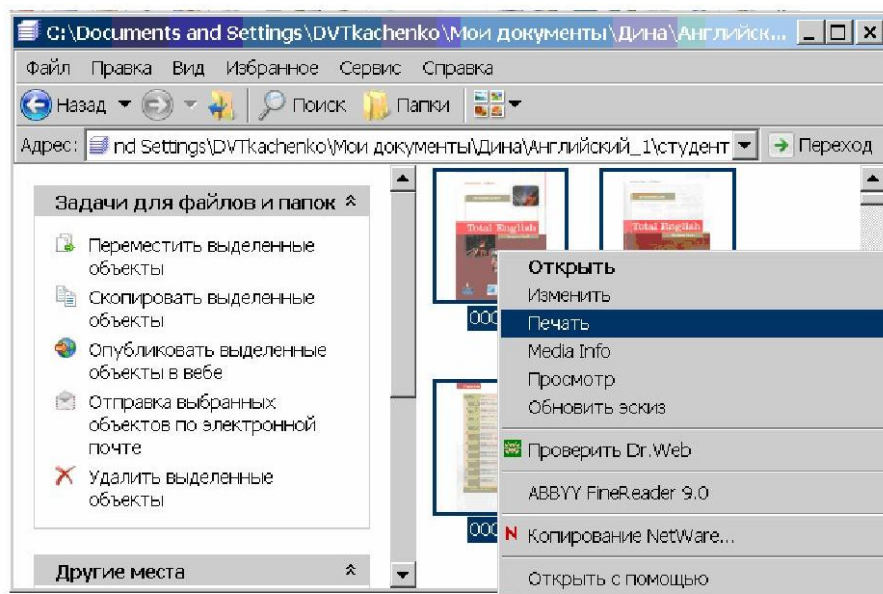 C:\Documents and Settings\DVTkachenko\Мои документы\Дина\Английск...
Файл Правка Вид Избранное Сервис Справка
Назад Поиск Папки
Адрес: nd Settings\DVTkachenko\Мои документы\Дина\Английский_1\студент Переход
Задачи для файлов и папок
Переместить выделенные
объекты
Скопировать выделенные
объекты
Опубликовать выделенные
объекты в вебе
Отправка выбранных
объектов по электронной
почте
Удалить выделенные
объекты
Другие места
Total English
Total English
000
000
Открыть
Изменить
Печать
Media Info
Просмотр
Обновить эскиз
Проверить Dr.Web
ABBYY FineReader 9.0
Копирование NetWare...
Открыть с помощью